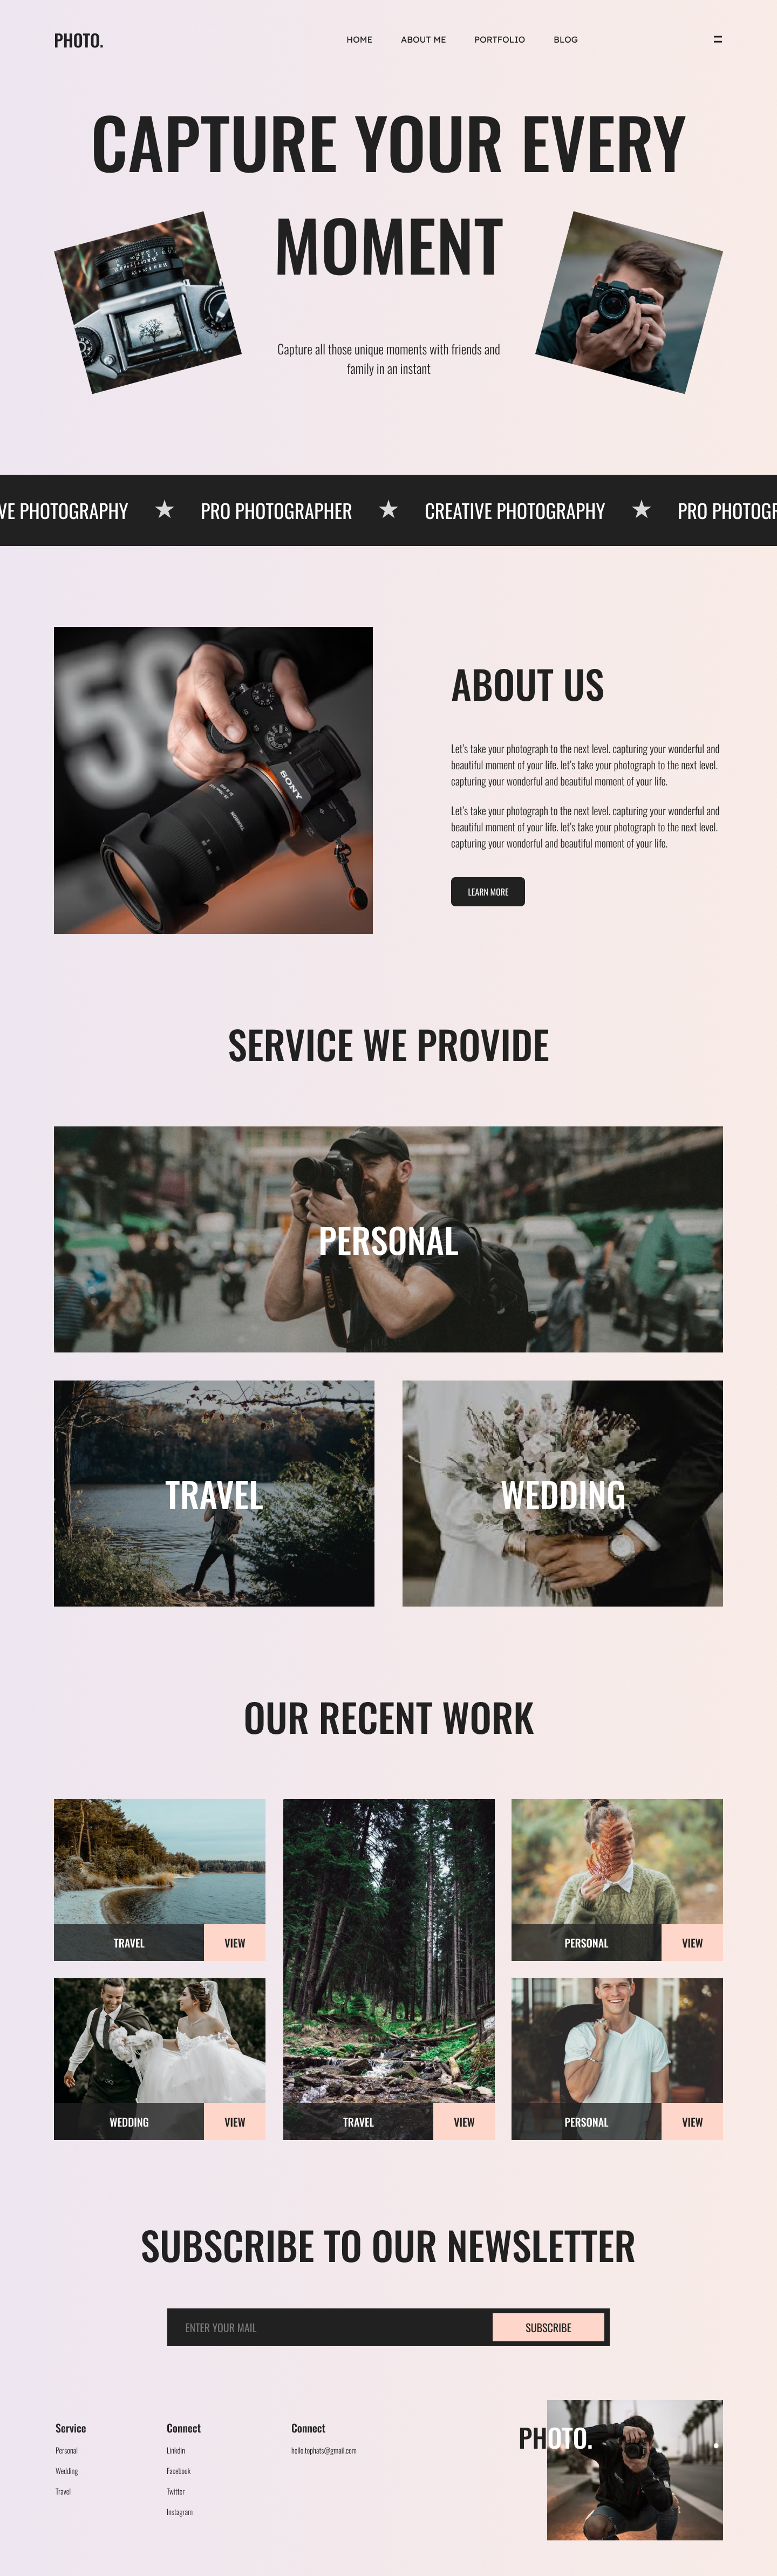 PHOTO.
HOME ABOUT ME PORTFOLIO BLOG
CAPTURE YOUR EVERY
MOMENT
Capture all those unique moments with friends and
family in an instant
VE PHOTOGRAPHY ★ PRO PHOTOGRAPHER ★ CREATIVE PHOTOGRAPHY ★ PRO PHOTOGR
50
SONY
TAMRON
ABOUT US
Let's take your photograph to the next level. capturing your wonderful and
beautiful moment of your life. let's take your photograph to the next level.
capturing your wonderful and beautiful moment of your life.
Let's take your photograph to the next level. capturing your wonderful and
beautiful moment of your life. let's take your photograph to the next level.
capturing your wonderful and beautiful moment of your life.
LEARN MORE
SERVICE WE PROVIDE
PERSONAL
Canon
TRAVEL
WEDDING
OUR RECENT WORK
TRAVEL VIEW
PERSONAL VIEW
WEDDING VIEW
TRAVEL VIEW
PERSONAL VIEW
SUBSCRIBE TO OUR NEWSLETTER
ENTER YOUR MAIL SUBSCRIBE
Service
Personal
Wedding
Travel
Connect
Linkdin
Facebook
Twitter
Instagram
Connect
hello.tophats@gmail.com
PHOTO.